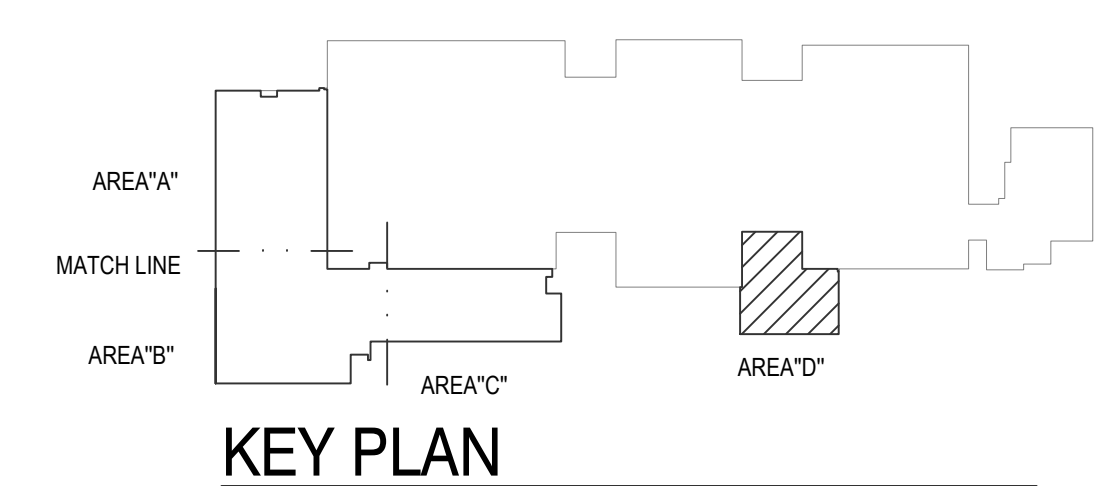 AREA"A"
MATCH LINE
AREA"B"
AREA"C"
AREA"D"
KEY PLAN